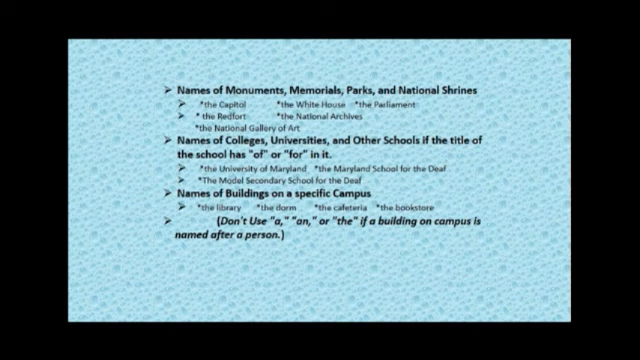 ➢ Names of Monuments, Memorials, Parks, and National Shrines
➢ *the Capitol *the White House *the Parliament
➢ * the Redfort *the National Archives
*the National Gallery of Art
➢ Names of Colleges, Universities, and Other Schools if the title of
the school has "of" or "for" in it.
➢ *the University of Maryland *the Maryland School for the Deaf
➢ *The Model Secondary School for the Deaf
➢ Names of Buildings on a specific Campus
➢ *the library *the dorm *the cafeteria *the bookstore
➢ (Don't Use "a," "an," or "the" if a building on campus is
named after a person.)